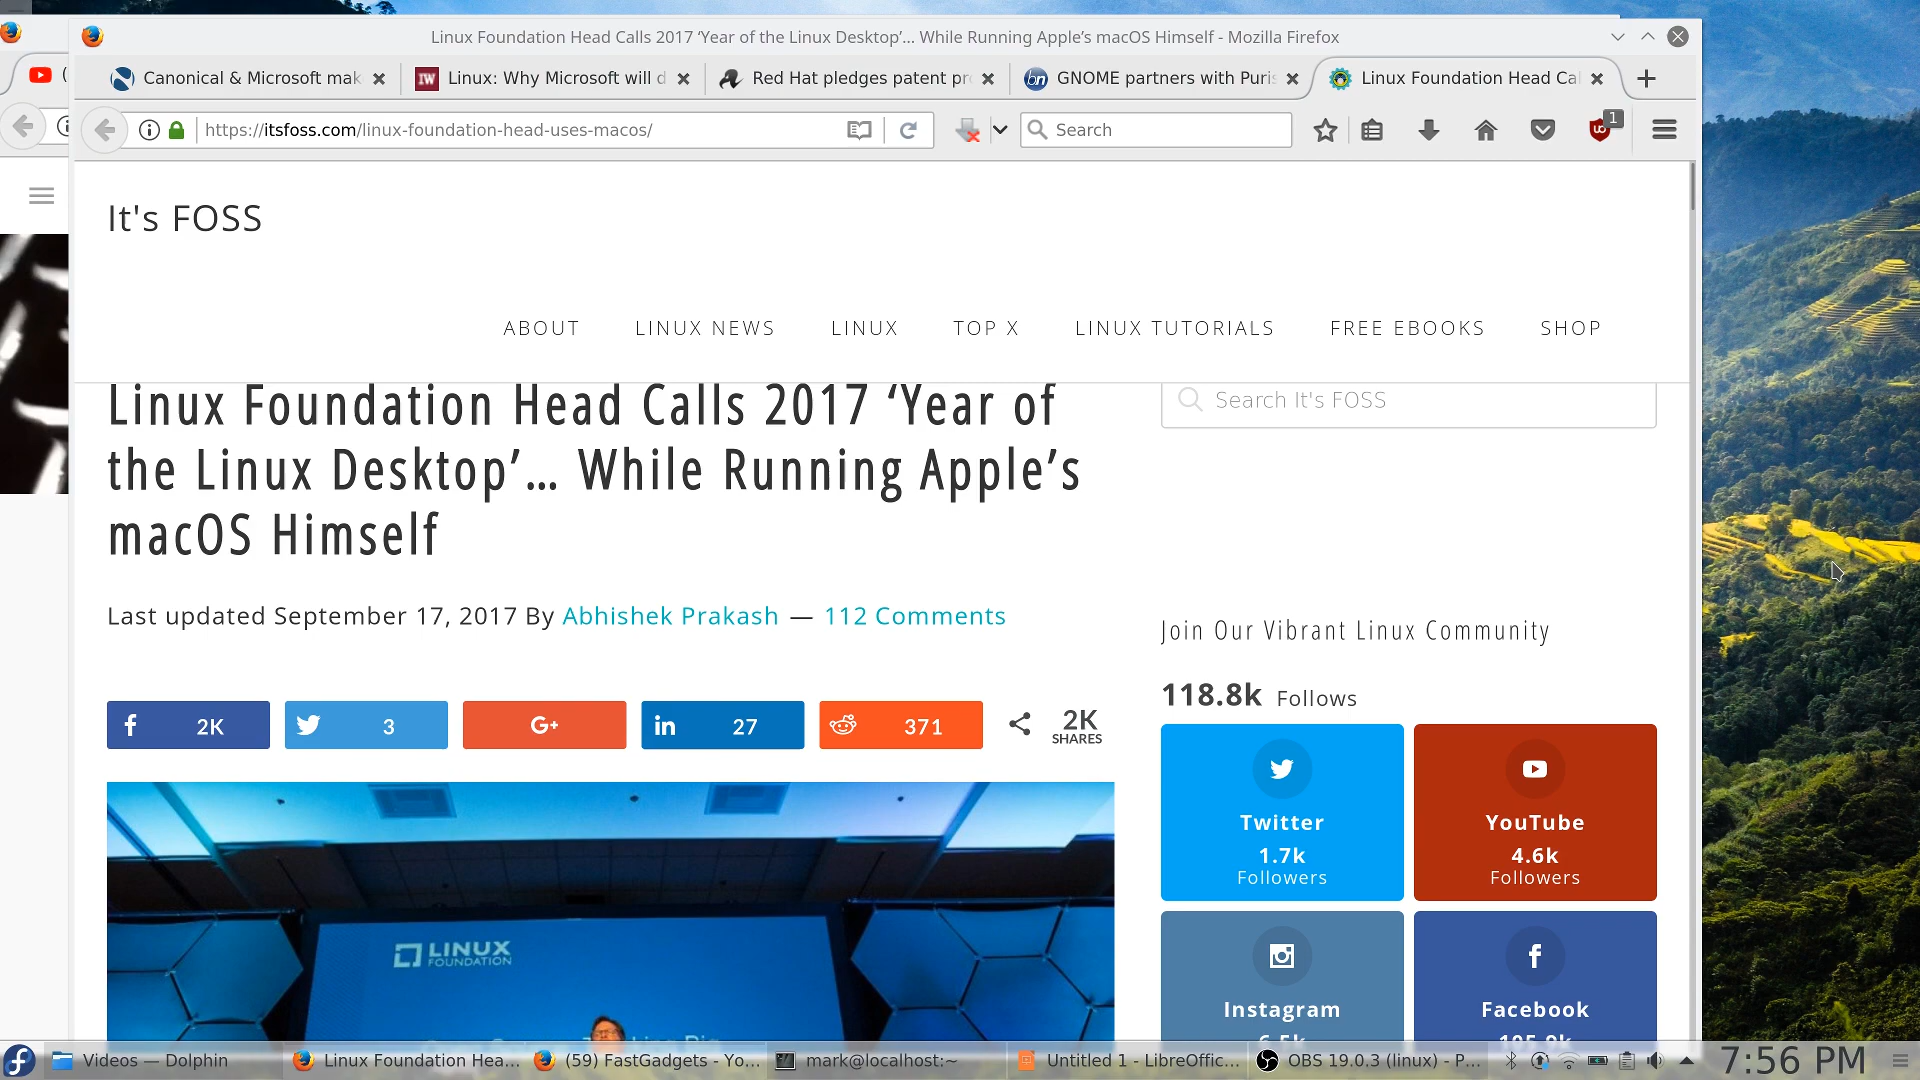 Linux Foundation Head Calls 2017 ‘Year of the Linux Desktop’... While Running Apple’s macOS Himself - Mozilla Firefox
Canonical & Microsoft mak
Linux: Why Microsoft will d
Red Hat pledges patent pr
GNOME partners with Puris
Linux Foundation Head Ca
https://itsfoss.com/linux-foundation-head-uses-macos/
Search
1
It's FOSS
ABOUT
LINUX NEWS
LINUX
TOP X
LINUX TUTORIALS
FREE EBOOKS
SHOP
Linux Foundation Head Calls 2017 ‘Year of
the Linux Desktop’... While Running Apple’s
macOS Himself
Search It's FOSS
Last updated September 17, 2017 By Abhishek Prakash — 112 Comments
Join Our Vibrant Linux Community
118.8k Follows
2K
3
G+
27
371
2K
SHARES
Twitter
1.7k
Followers
YouTube
4.6k
Followers
LINUX
FOUNDATION
Instagram
Facebook
Videos — Dolphin
Linux Foundation Hea...
(59) FastGadgets - Yo...
mark@localhost:~
Untitled 1 - LibreOffic...
OBS 19.0.3 (linux) - P...
7:56 PM